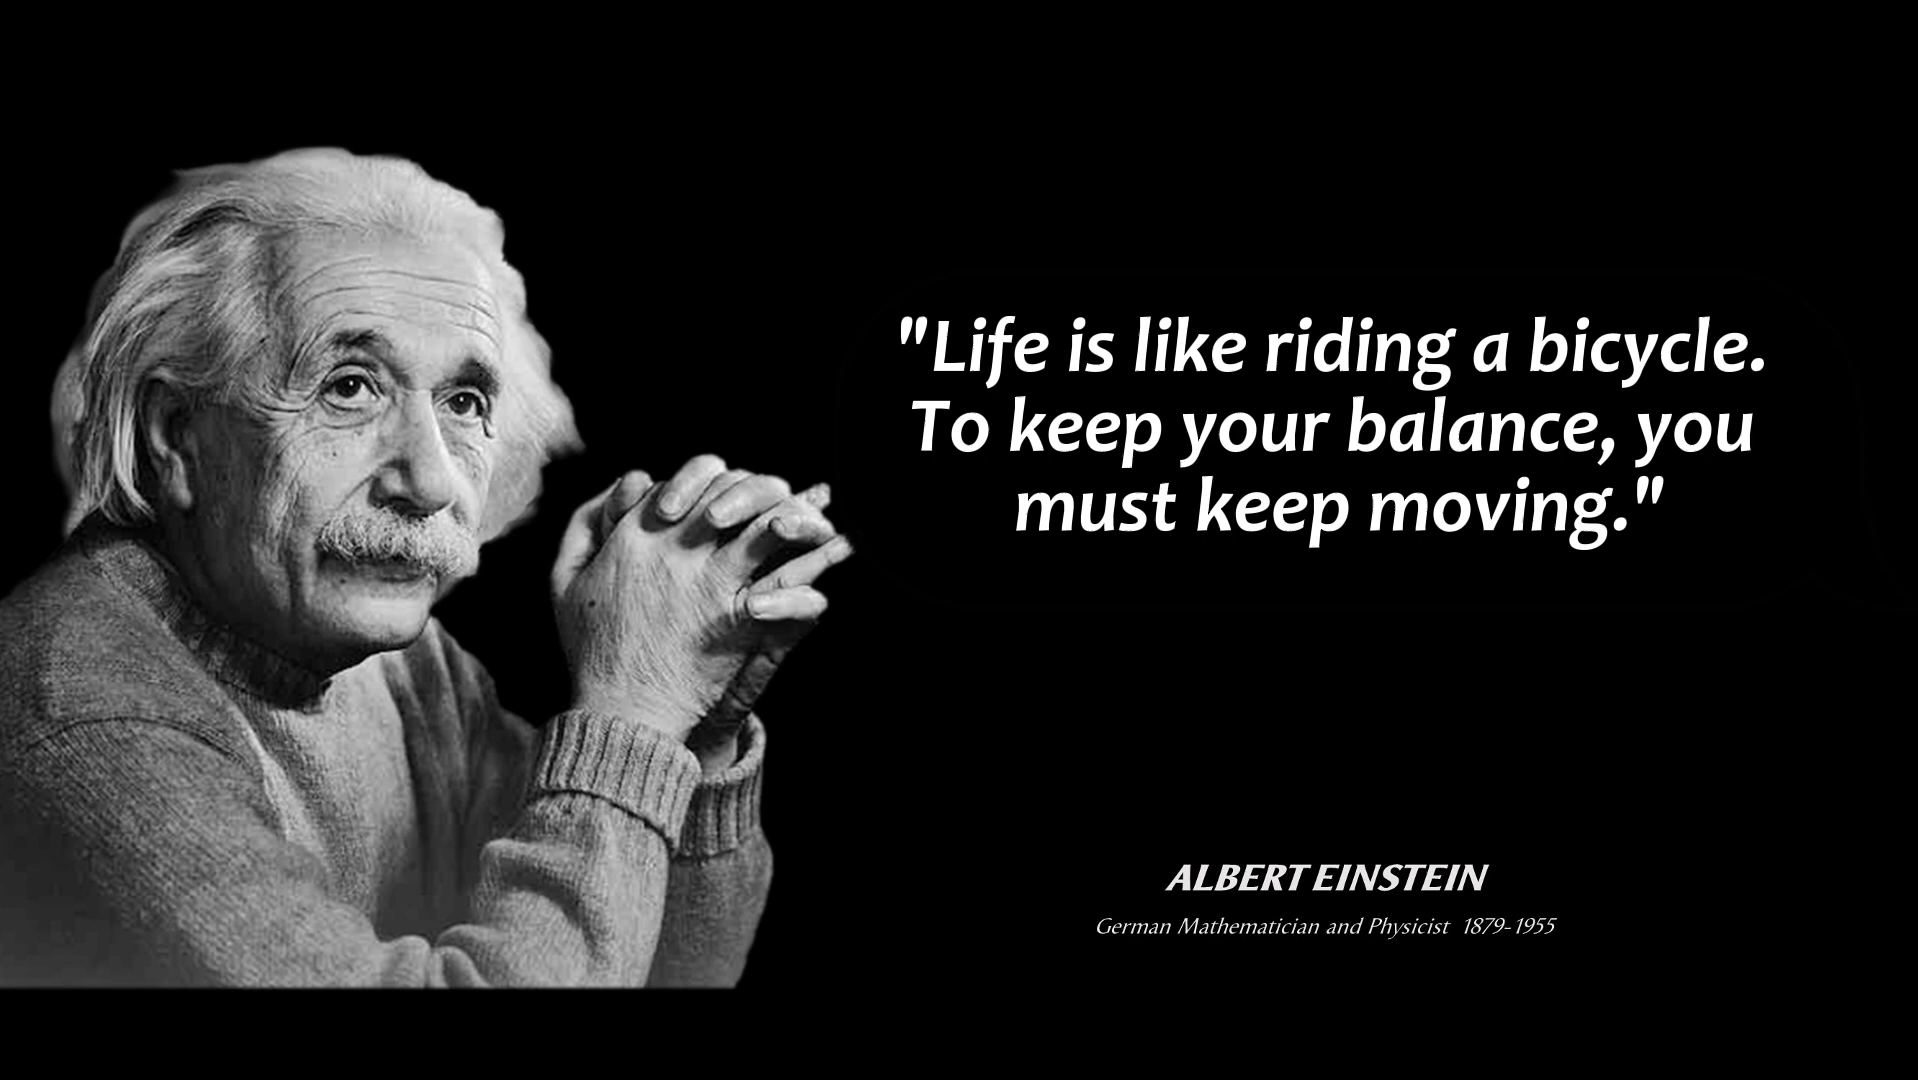 "Life is like riding a bicycle.
To keep your balance, you
must keep moving."
ALBERT EINSTEIN
German Mathematician and Physicist 1879-1955